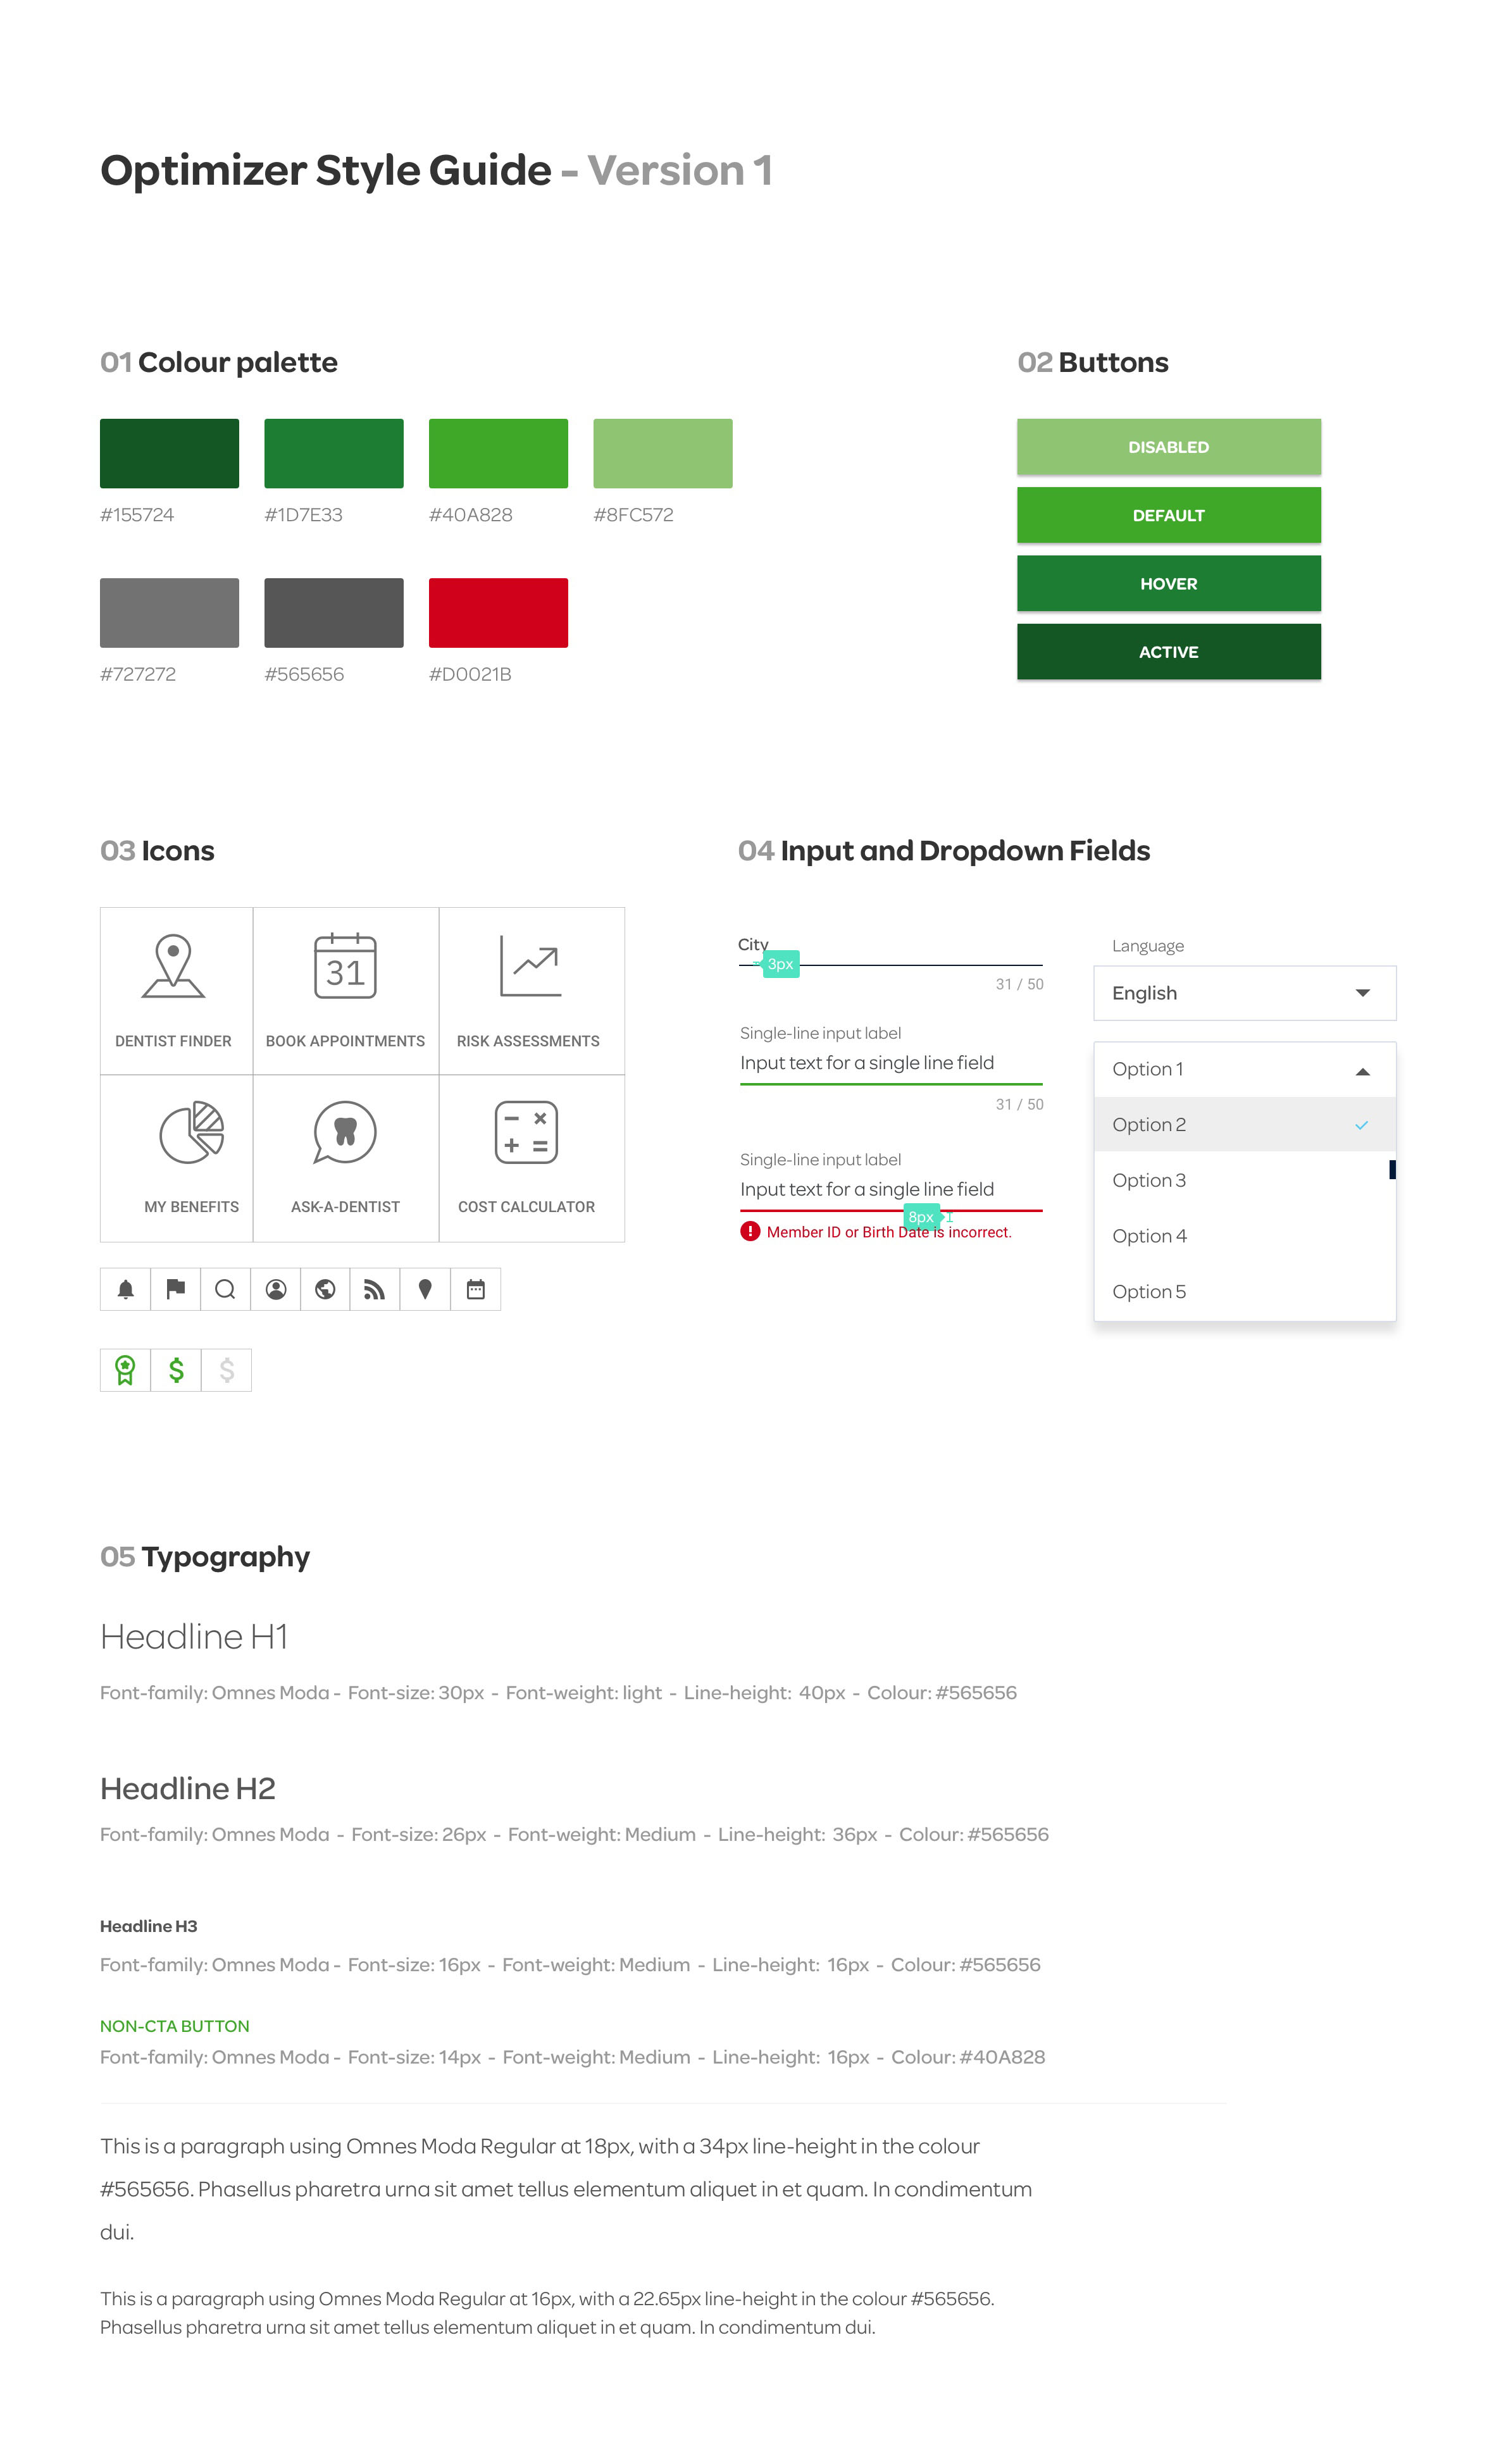 Optimizer Style Guide - Version 1
01 Colour palette
#155724
#1D7E33
#40A828
#8FC572
#727272
#565656
#D0021B
02 Buttons
DISABLED
DEFAULT
HOVER
ACTIVE
03 Icons
31
DENTIST FINDER
BOOK APPOINTMENTS
RISK ASSESSMENTS
MY BENEFITS
ASK-A-DENTIST
COST CALCULATOR
04 Input and Dropdown Fields
City
3px
31 / 50
Single-line input label
Input text for a single line field
31 / 50
Single-line input label
Input text for a single line field
8px
Member ID or Birth Date is incorrect.
Language
English
Option 1
Option 2
Option 3
Option 4
Option 5
05 Typography
Headline H1
Font-family: Omnes Moda - Font-size: 30px - Font-weight: light - Line-height: 40px - Colour: #565656
Headline H2
Font-family: Omnes Moda - Font-size: 26px - Font-weight: Medium - Line-height: 36px - Colour: #565656
Headline H3
Font-family: Omnes Moda - Font-size: 16px - Font-weight: Medium - Line-height: 16px - Colour: #565656
NON-CTA BUTTON
Font-family: Omnes Moda - Font-size: 14px - Font-weight: Medium - Line-height: 16px - Colour: #40A828
This is a paragraph using Omnes Moda Regular at 18px, with a 34px line-height in the colour
#565656. Phasellus pharetra urna sit amet tellus elementum aliquet in et quam. In condimentum
dui.
This is a paragraph using Omnes Moda Regular at 16px, with a 22.65px line-height in the colour #565656.
Phasellus pharetra urna sit amet tellus elementum aliquet in et quam. In condimentum dui.